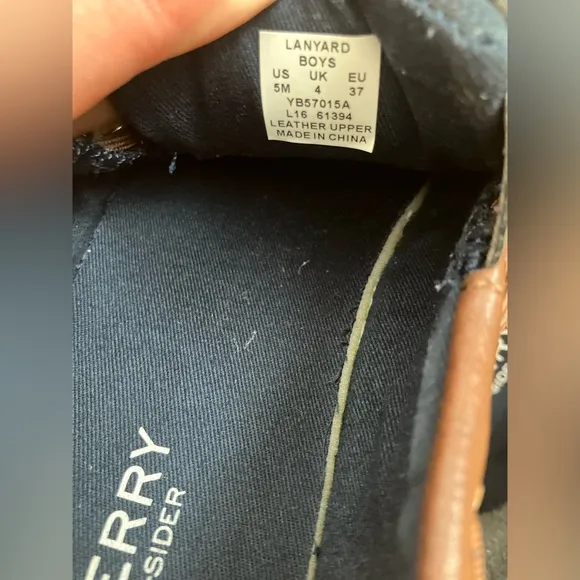 LANYARD
BOYS
US UK EU
5M 4 37
YB57015A
L16 61394
LEATHER UPPER
MADE IN CHINA
ERRY
SIDER